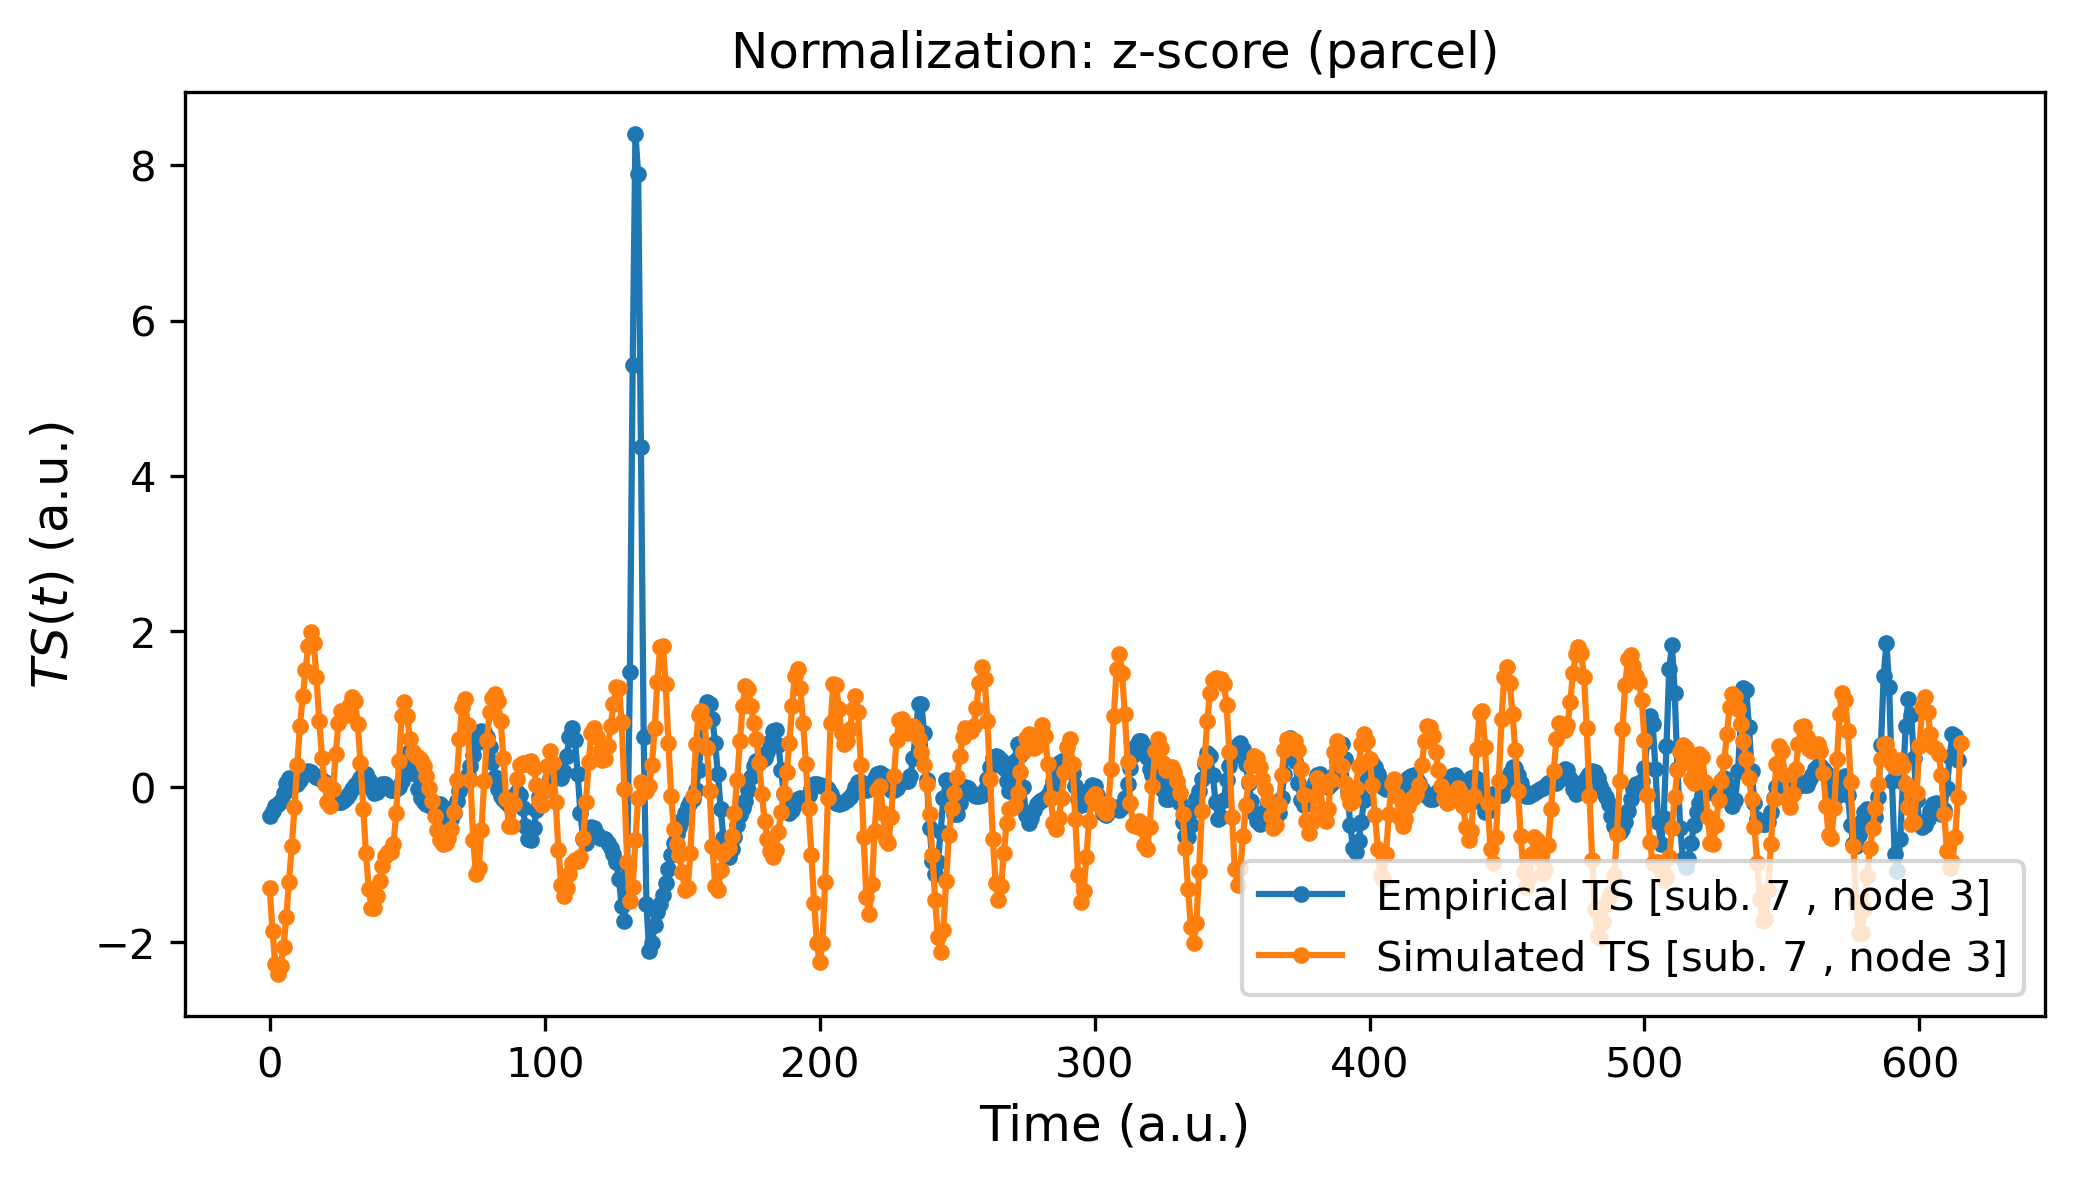 Normalization: z-score (parcel)
8
6
4
2
0
−2
TS(t) (a.u.)
Empirical TS [sub. 7 , node 3]
Simulated TS [sub. 7 , node 3]
0 100 200 300 400 500 600
Time (a.u.)